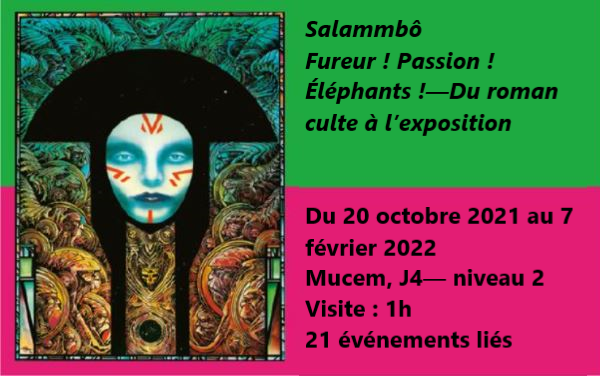 Salammbô
Fureur ! Passion !
Éléphants !—Du roman
culte à l’exposition
Du 20 octobre 2021 au 7
février 2022
Mucem, J4— niveau 2
Visite : 1h
21 événements liés